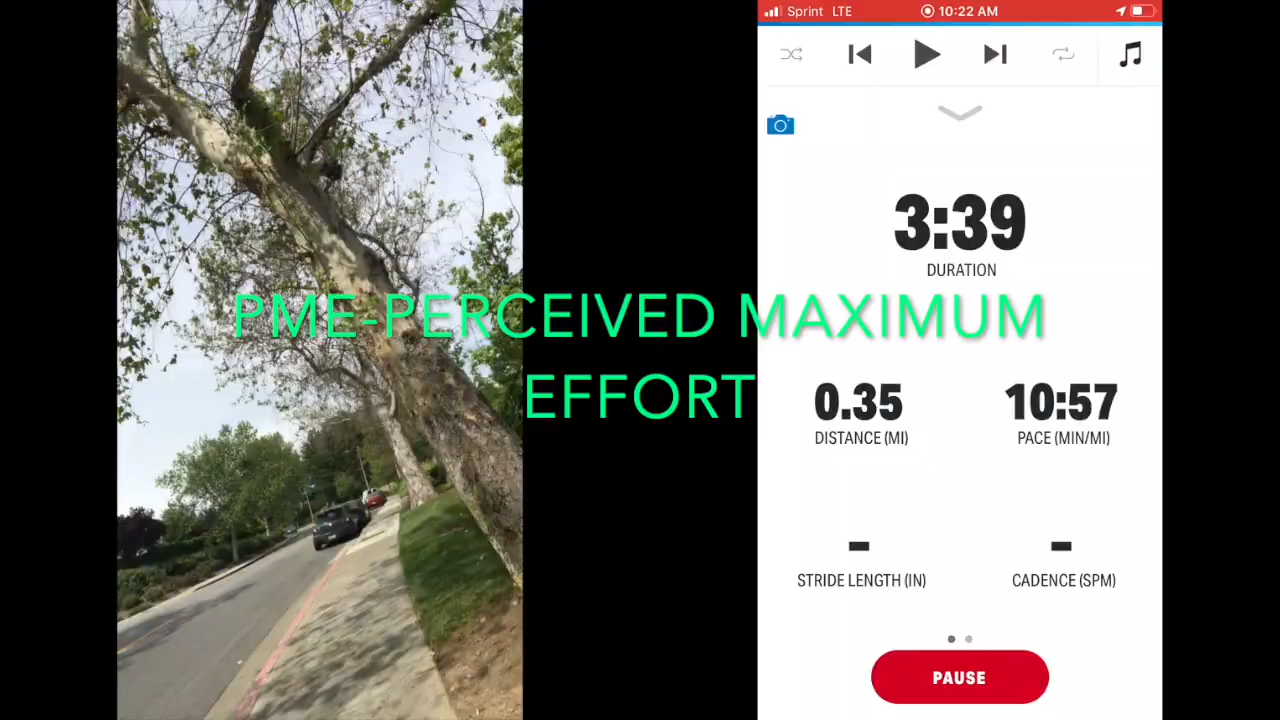 Sprint LTE 10:22 AM
3:39
DURATION
PME-PERCEIVED MAXIMUM
EFFORT
0.35 10:57
DISTANCE (MI) PACE (MIN/MI)
- -
STRIDE LENGTH (IN) CADENCE (SPM)
PAUSE